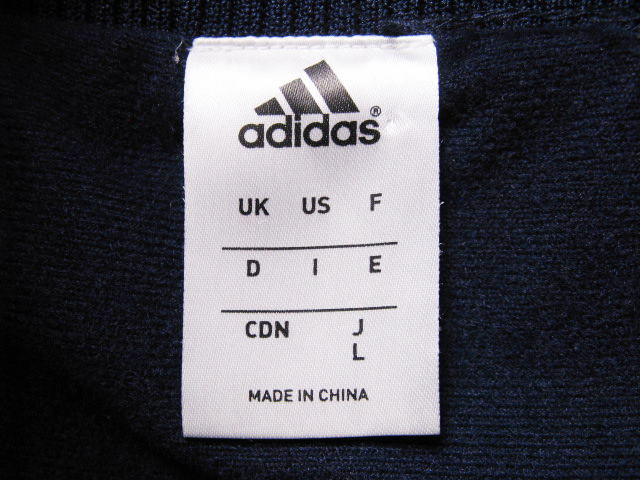 adidas®
UK US F
D I E
CDN J
L
MADE IN CHINA